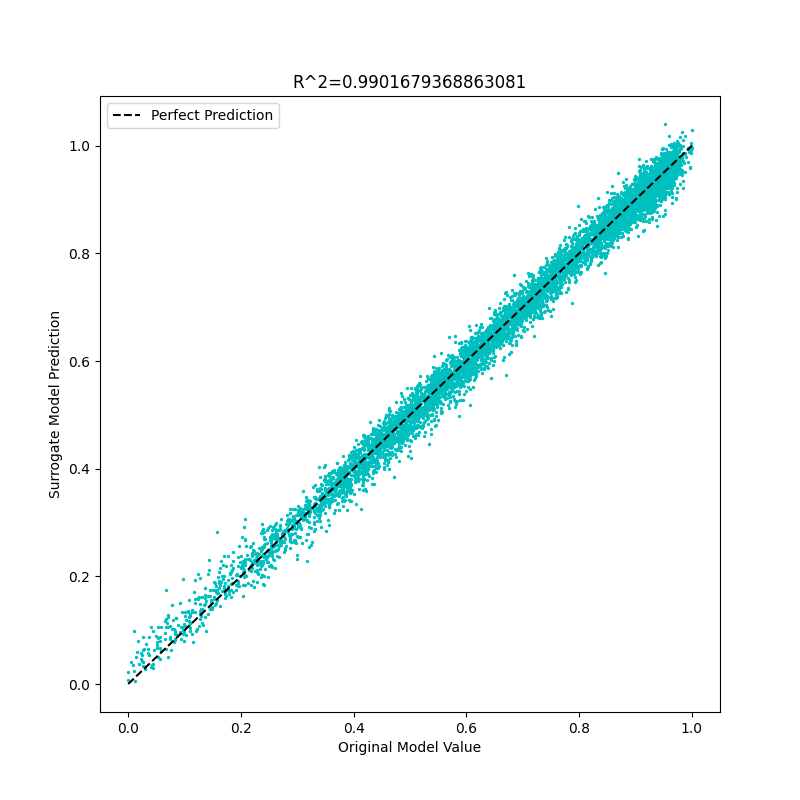 R^2=0.9901679368863081
Perfect Prediction
1.0
0.8
0.6
0.4
0.2
0.0
Surrogate Model Prediction
0.0 0.2 0.4 0.6 0.8 1.0
Original Model Value